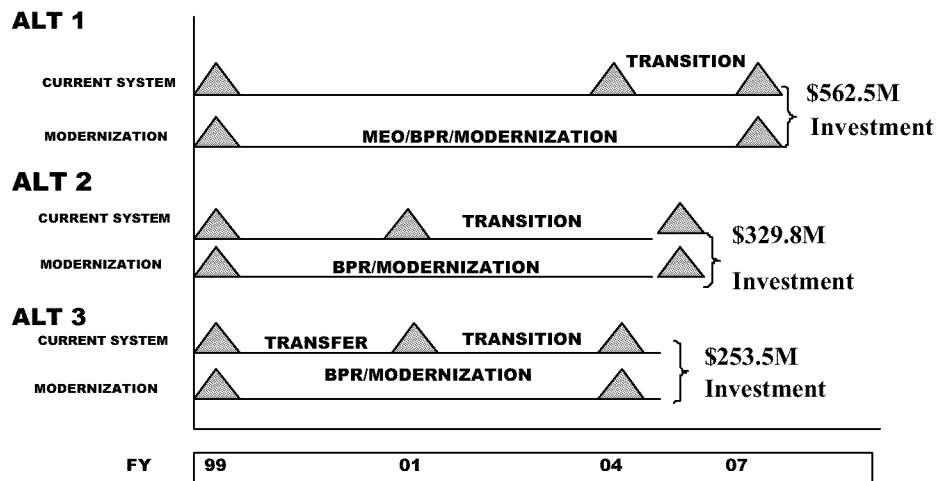 ALT 1
TRANSITION
CURRENT SYSTEM
$562.5M
Investment
MODERNIZATION
MEO/BPR/MODERNIZATION
ALT 2
CURRENT SYSTEM
TRANSITION
$329.8M
MODERNIZATION
BPR/MODERNIZATION
Investment
ALT 3
CURRENT SYSTEM
TRANSFER
TRANSITION
$253.5M
BPR/MODERNIZATION
MODERNIZATION
Investment
FY 99 01 04 07